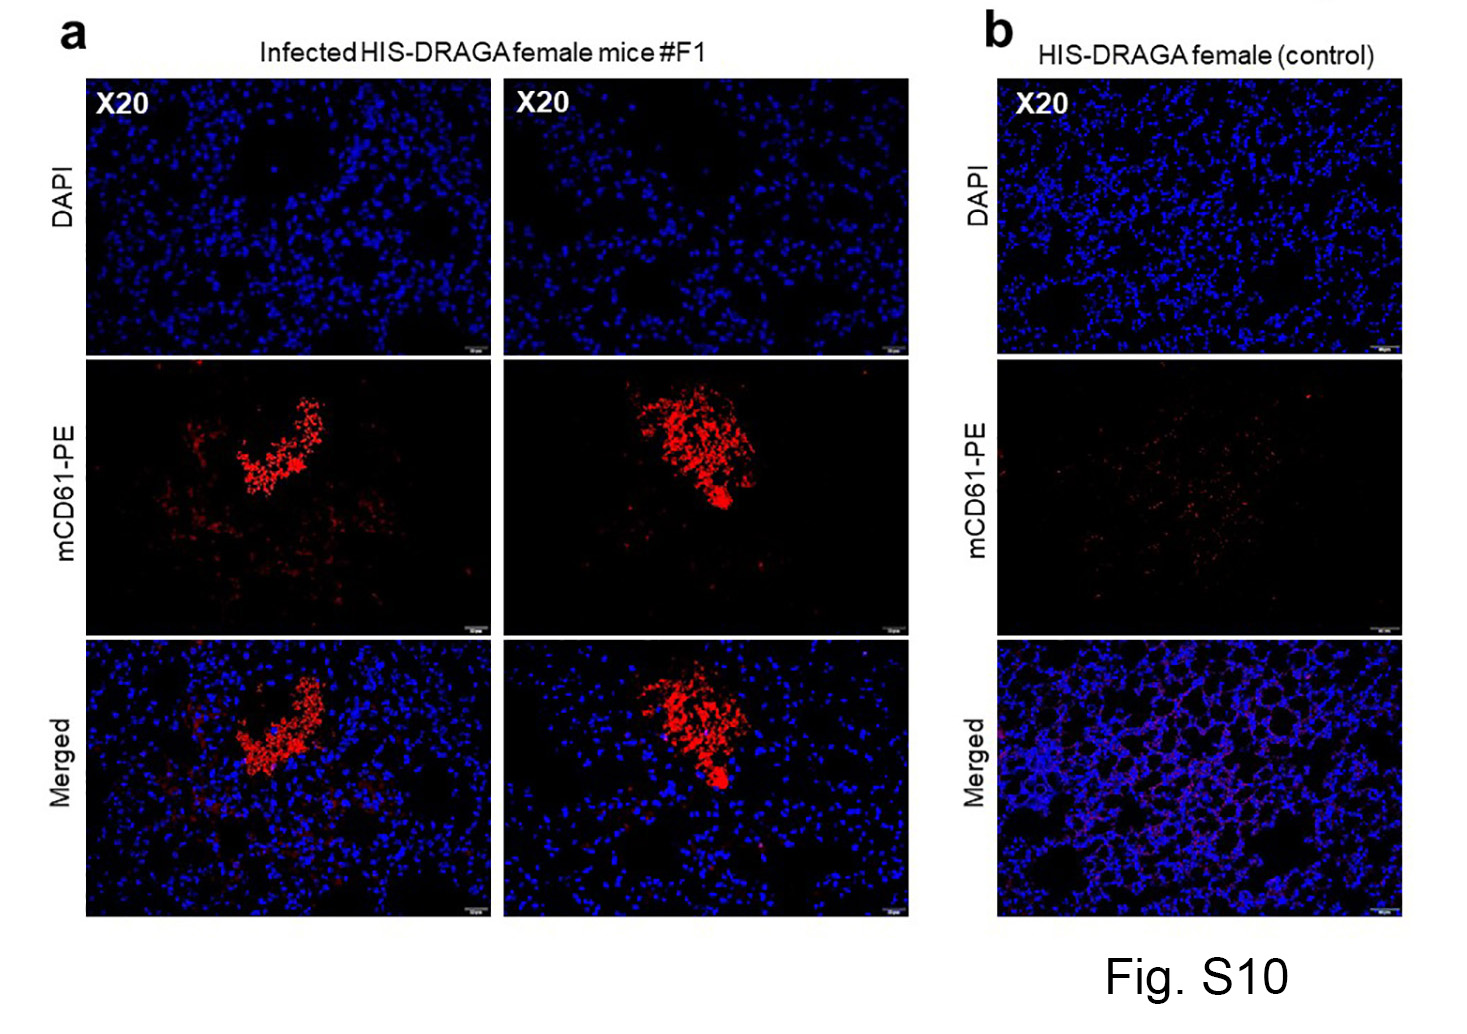 a
Infected HIS-DRAGA female mice #F1
b
HIS-DRAGA female (control)
X20
X20
X20
DAPI
DAPI
mCD61-PE
mCD61-PE
Merged
Merged
Fig. S10